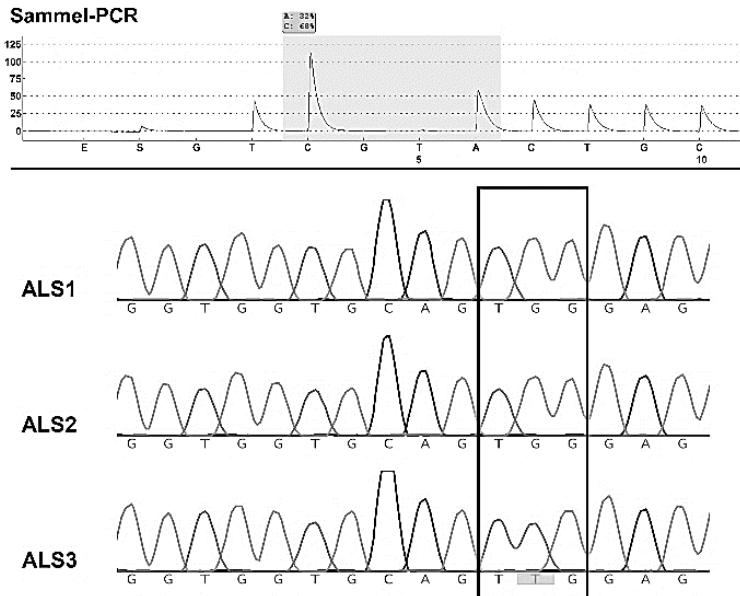 Sammel-PCR
A: 32%
C: 68%
125
100
75
50
25
0
E S G T C G T A C T G C
5 10
ALS1
G G T G G T G C A G T G G G A G
ALS2
G G T G G T G C A G T G G G A G
ALS3
G G T G G T G C A G T T G G A G